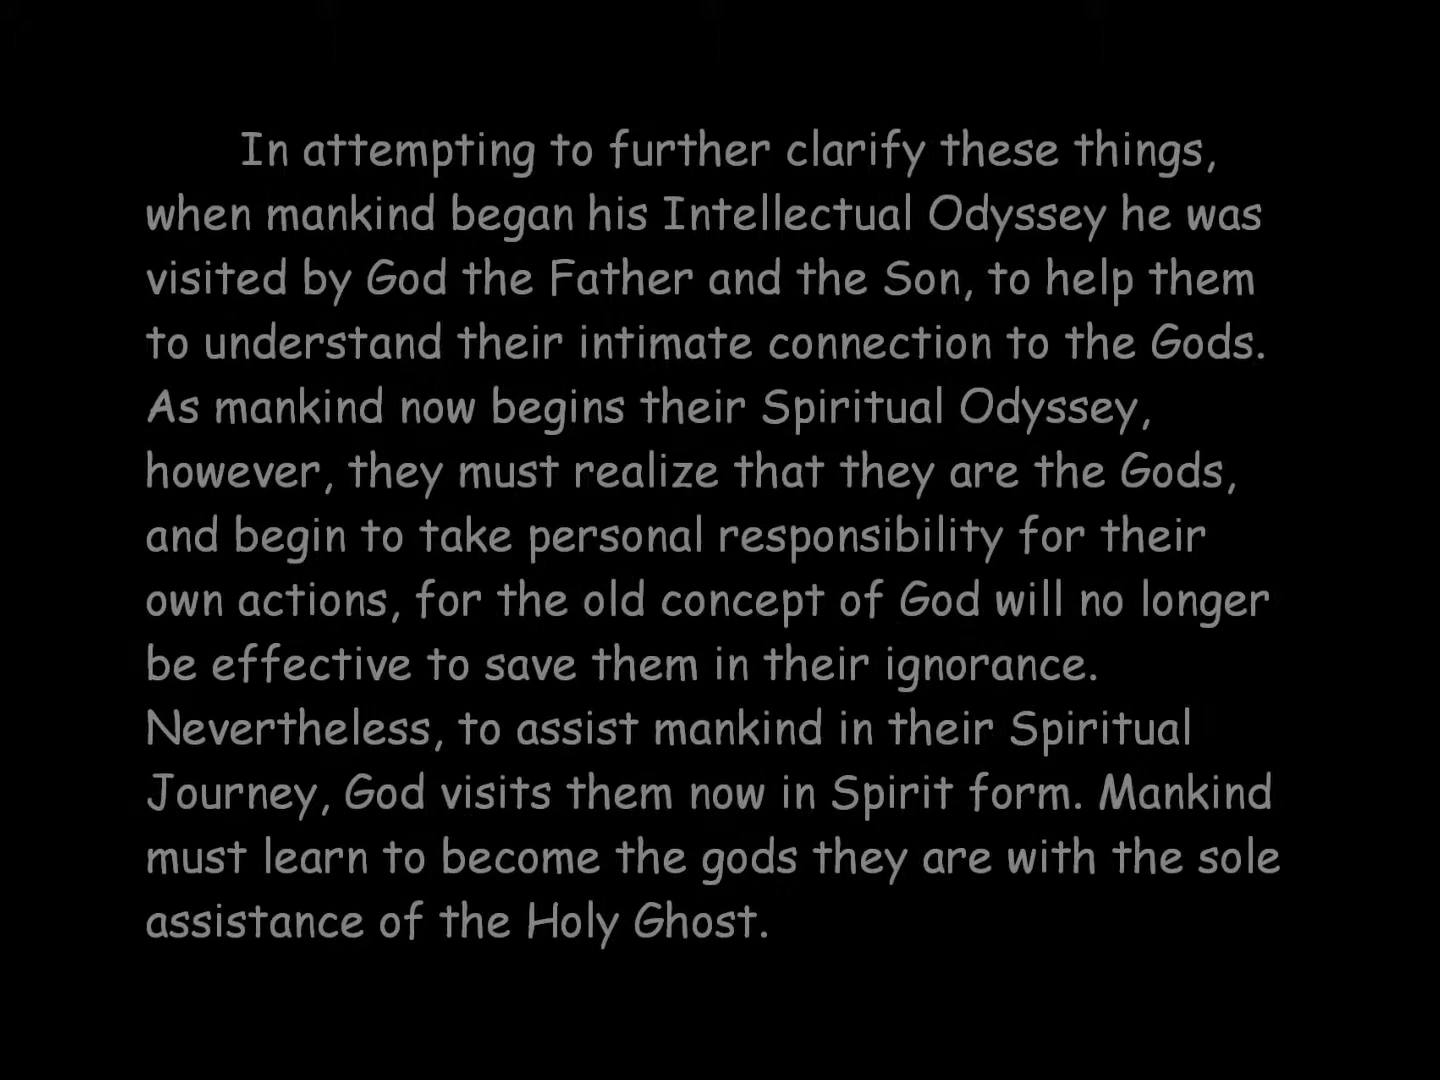 In attempting to further clarify these things,
when mankind began his Intellectual Odyssey he was
visited by God the Father and the Son, to help them
to understand their intimate connection to the Gods.
As mankind now begins their Spiritual Odyssey,
however, they must realize that they are the Gods,
and begin to take personal responsibility for their
own actions, for the old concept of God will no longer
be effective to save them in their ignorance.
Nevertheless, to assist mankind in their Spiritual
Journey, God visits them now in Spirit form. Mankind
must learn to become the gods they are with the sole
assistance of the Holy Ghost.